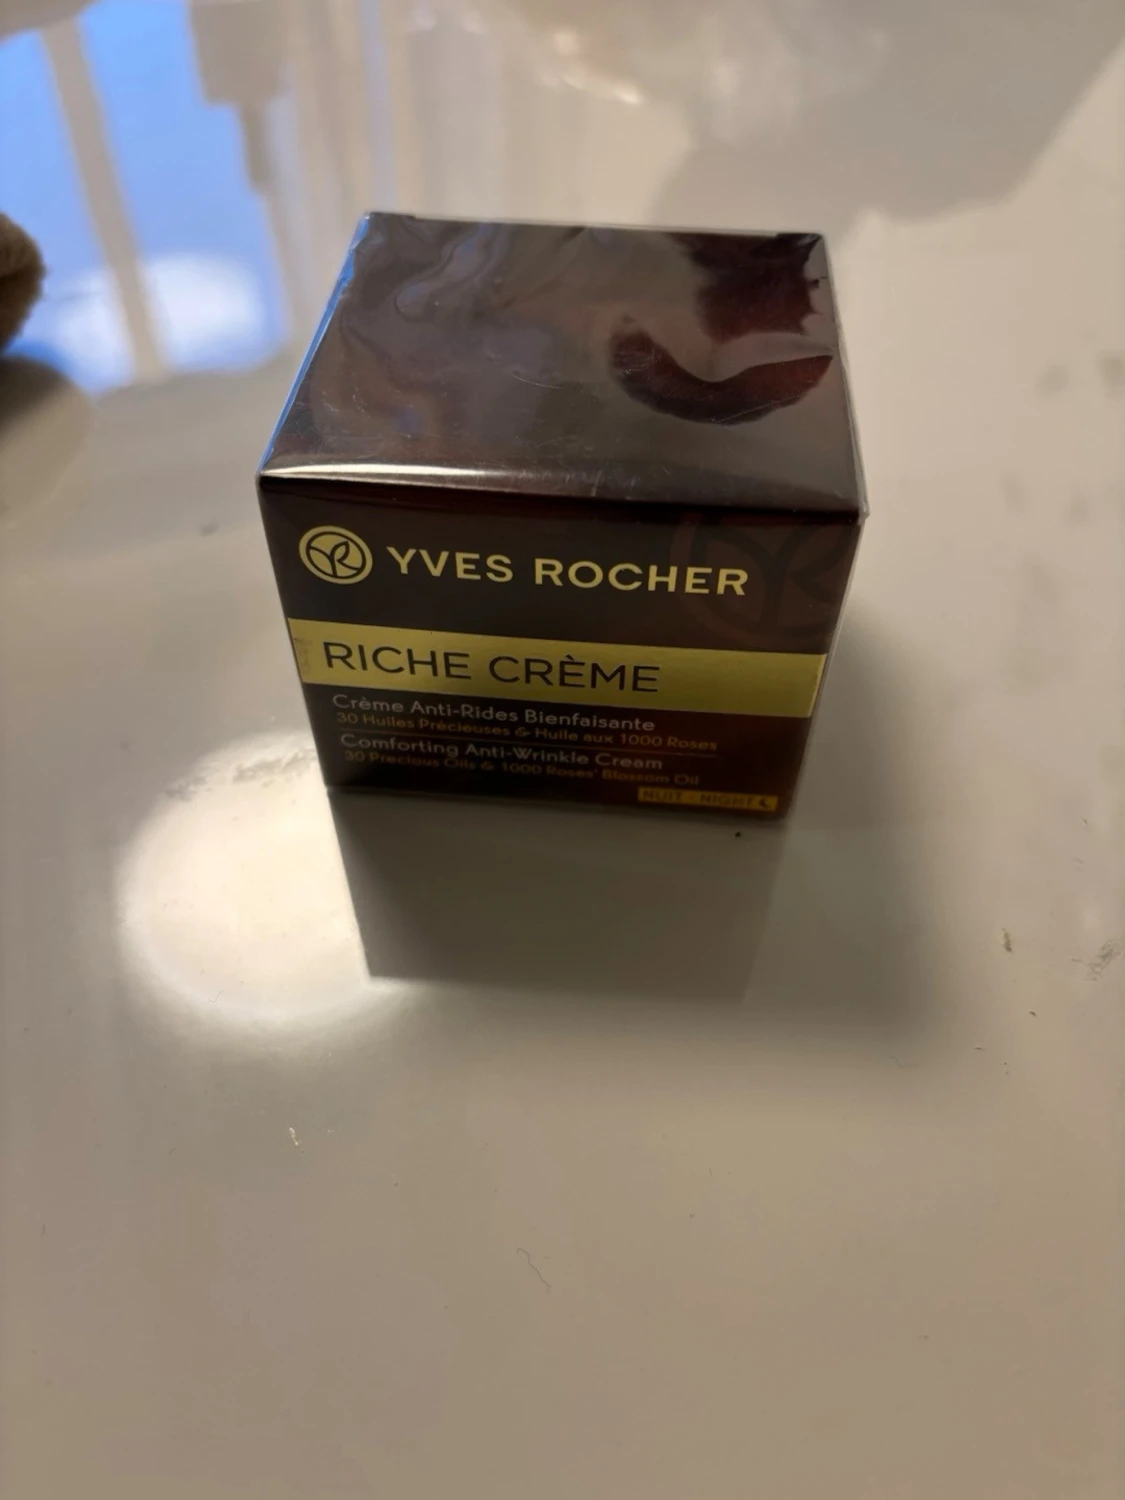 YVES ROCHER
RICHE CRÈME
Crème Anti-Rides Bienfaisante
30 Huiles Précieuses & Huile aux 1000 Roses
Comforting Anti-Wrinkle Cream
30 Precious Oils & 1000 Roses' Blossom Oil
NUIT - NIGHT